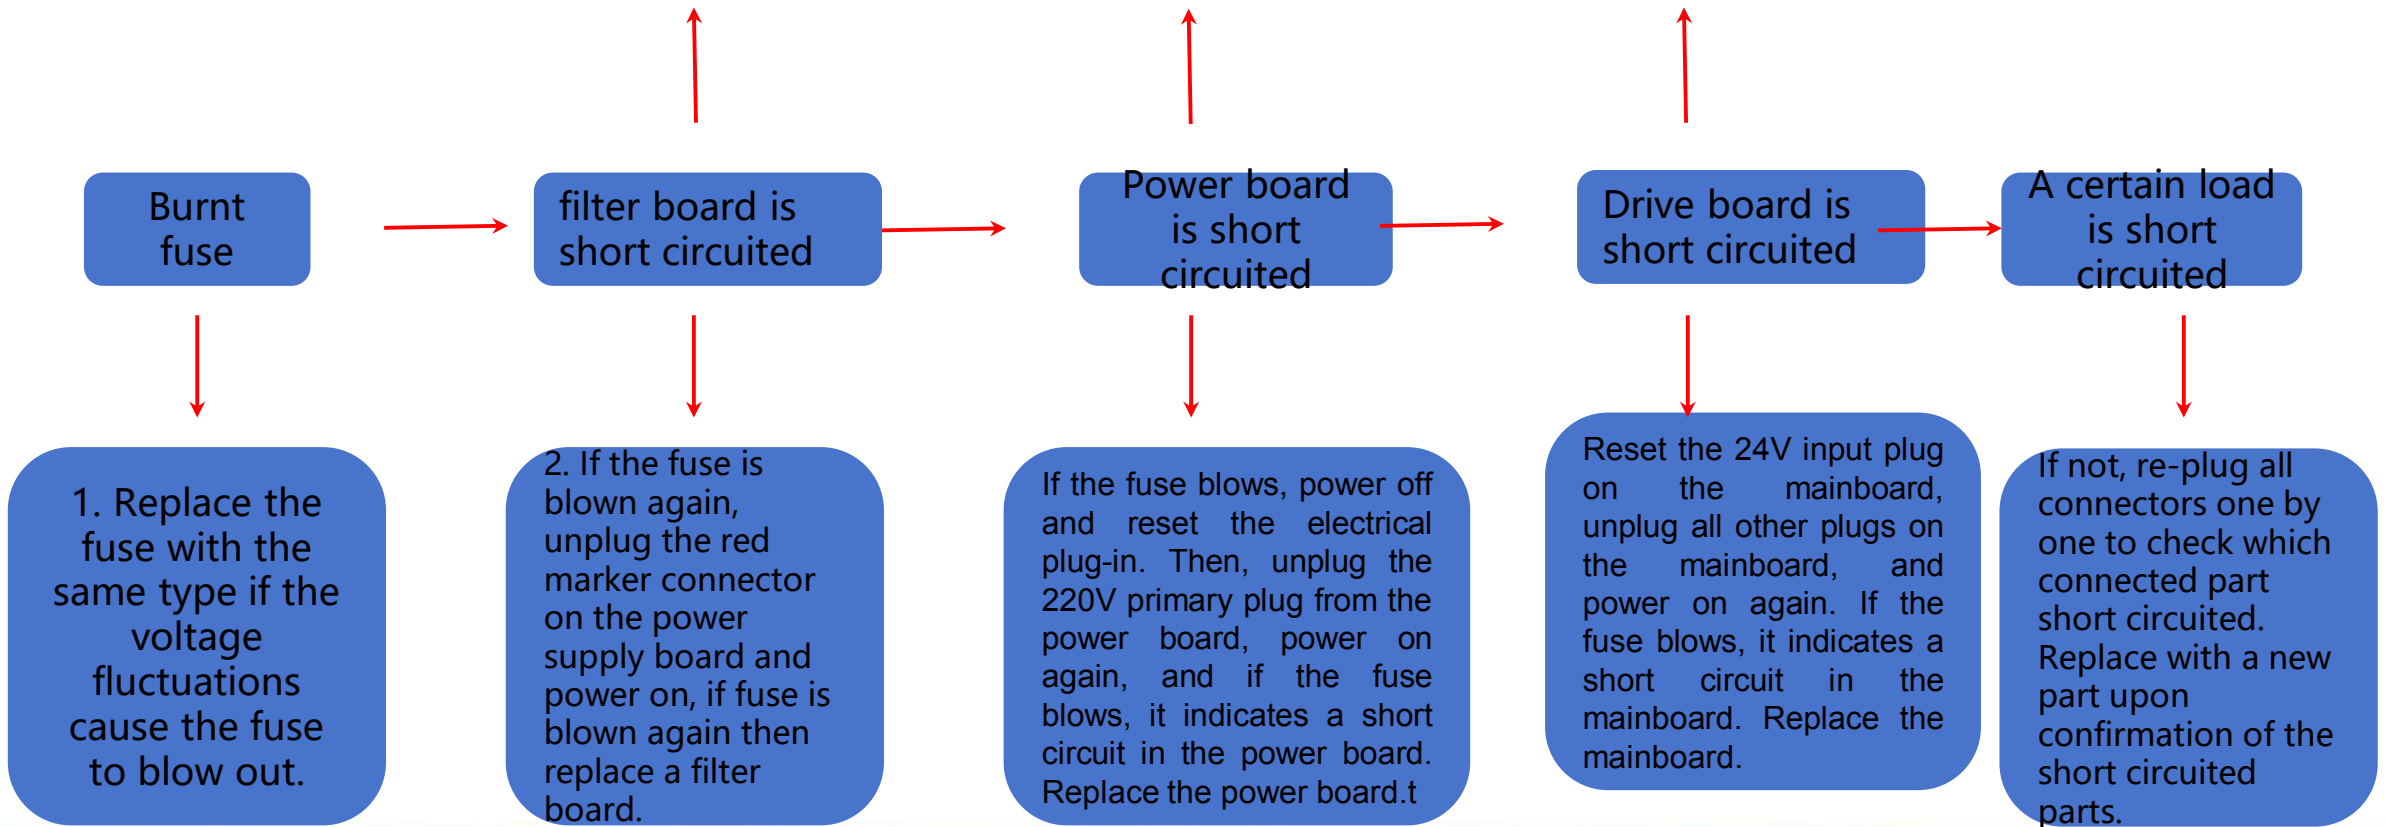 Burnt
fuse
filter board is
short circuited
Power board
is short
circuited
Drive board is
short circuited
A certain load
is short
circuited
1. Replace the
fuse with the
same type if the
voltage
fluctuations
cause the fuse
to blow out.
2. If the fuse is
blown again,
unplug the red
marker connector
on the power
supply board and
power on, if fuse is
blown again then
replace a filter
board.
If the fuse blows, power off
and reset the electrical
plug-in. Then, unplug the
220V primary plug from the
power board, power on
again, and if the fuse
blows, it indicates a short
circuit in the power board.
Replace the power board.t
Reset the 24V input plug
on the mainboard,
unplug all other plugs on
the mainboard, and
power on again. If the
fuse blows, it indicates a
short circuit in the
mainboard. Replace the
mainboard.
If not, re-plug all
connectors one by
one to check which
connected part
short circuited.
Replace with a new
part upon
confirmation of the
short circuited
parts.